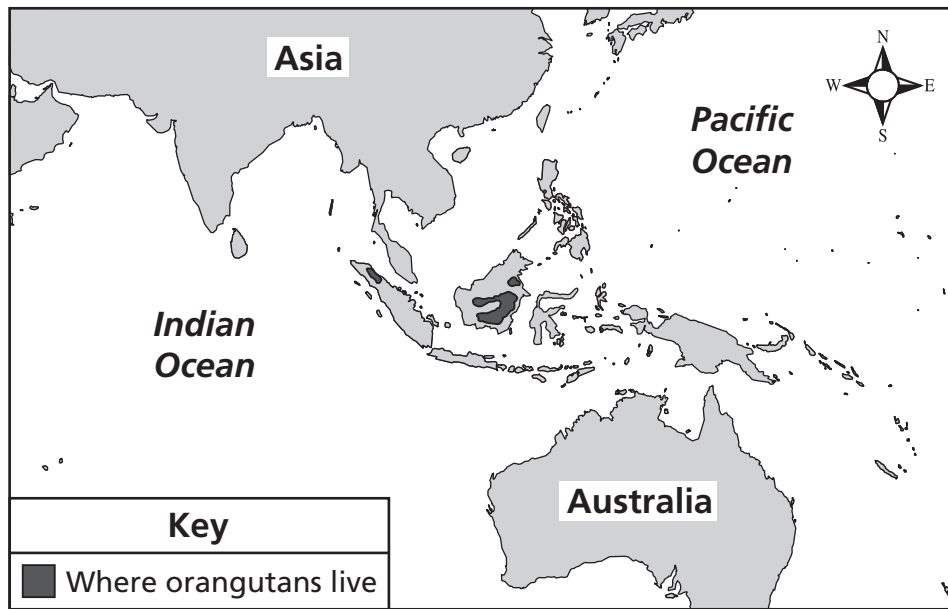 Asia
N
W E
S
Pacific
Ocean
Indian
Ocean
Australia
Key
Where orangutans live